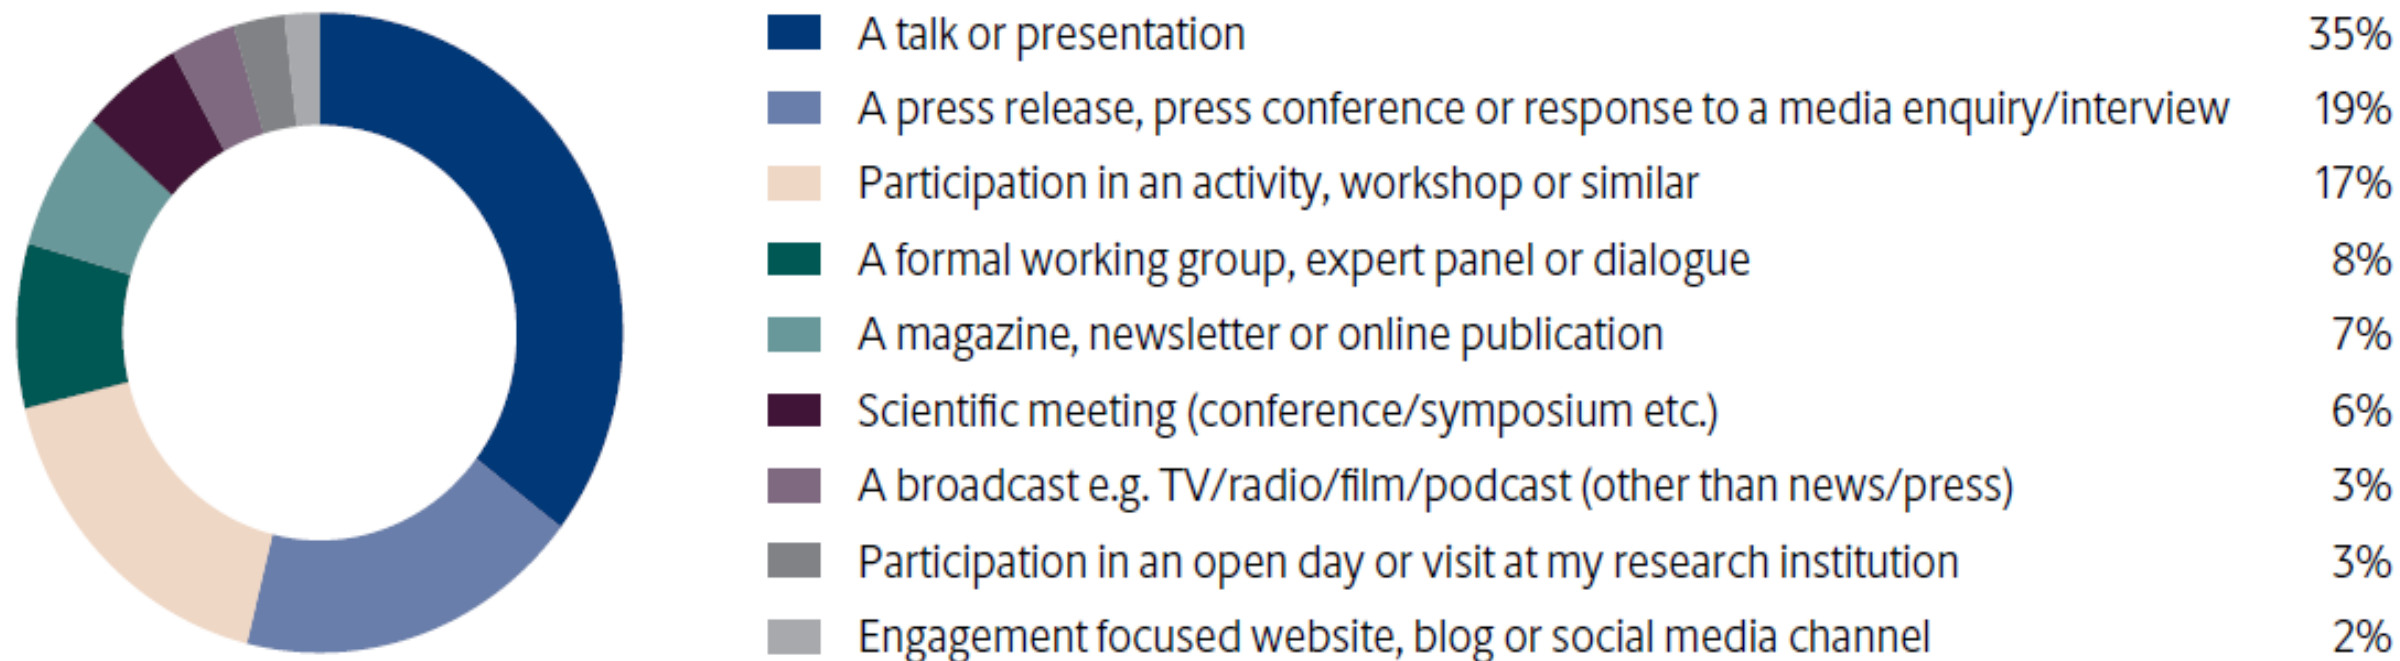 A talk or presentation 35%
A press release, press conference or response to a media enquiry/interview 19%
Participation in an activity, workshop or similar 17%
A formal working group, expert panel or dialogue 8%
A magazine, newsletter or online publication 7%
Scientific meeting (conference/symposium etc.) 6%
A broadcast e.g. TV/radio/film/podcast (other than news/press) 3%
Participation in an open day or visit at my research institution 3%
Engagement focused website, blog or social media channel 2%